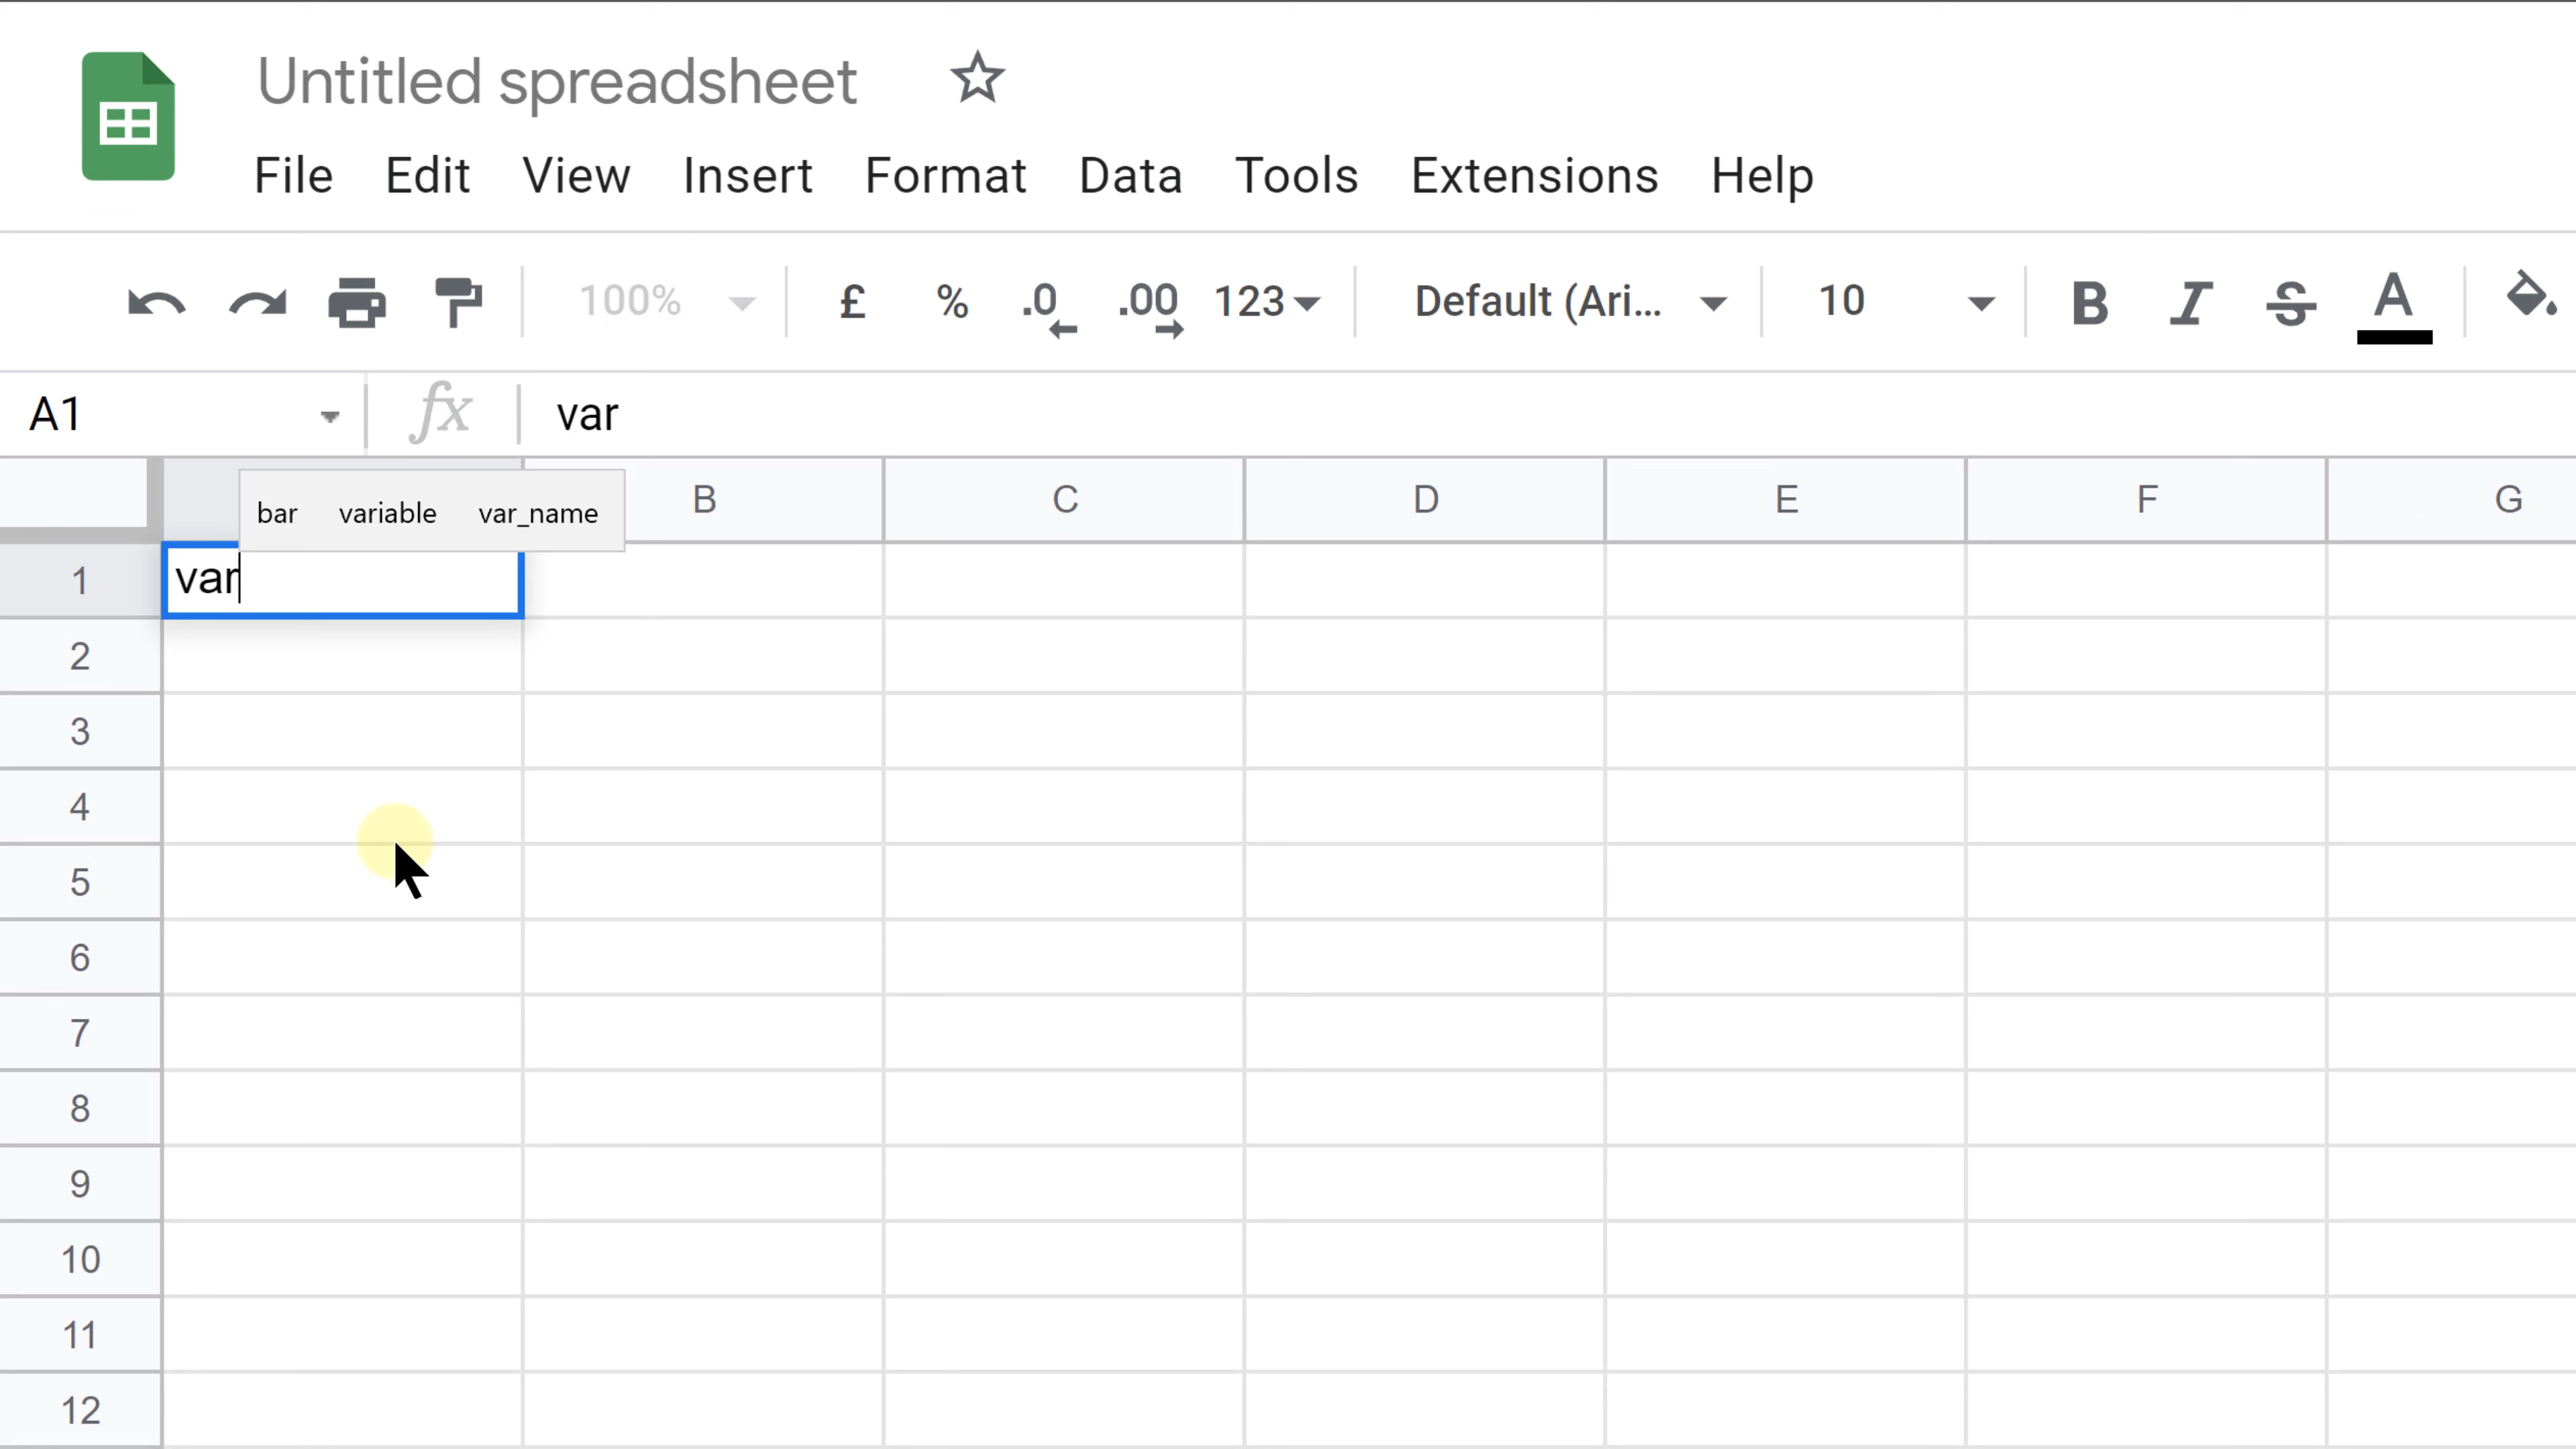 Untitled spreadsheet
File Edit View Insert Format Data Tools Extensions Help
100% £ % .0 .00 123 Default (Ari... 10 B I S A
A1 fx var
bar variable var_name
B C D E F G
1 var
2
3
4
5
6
7
8
9
10
11
12